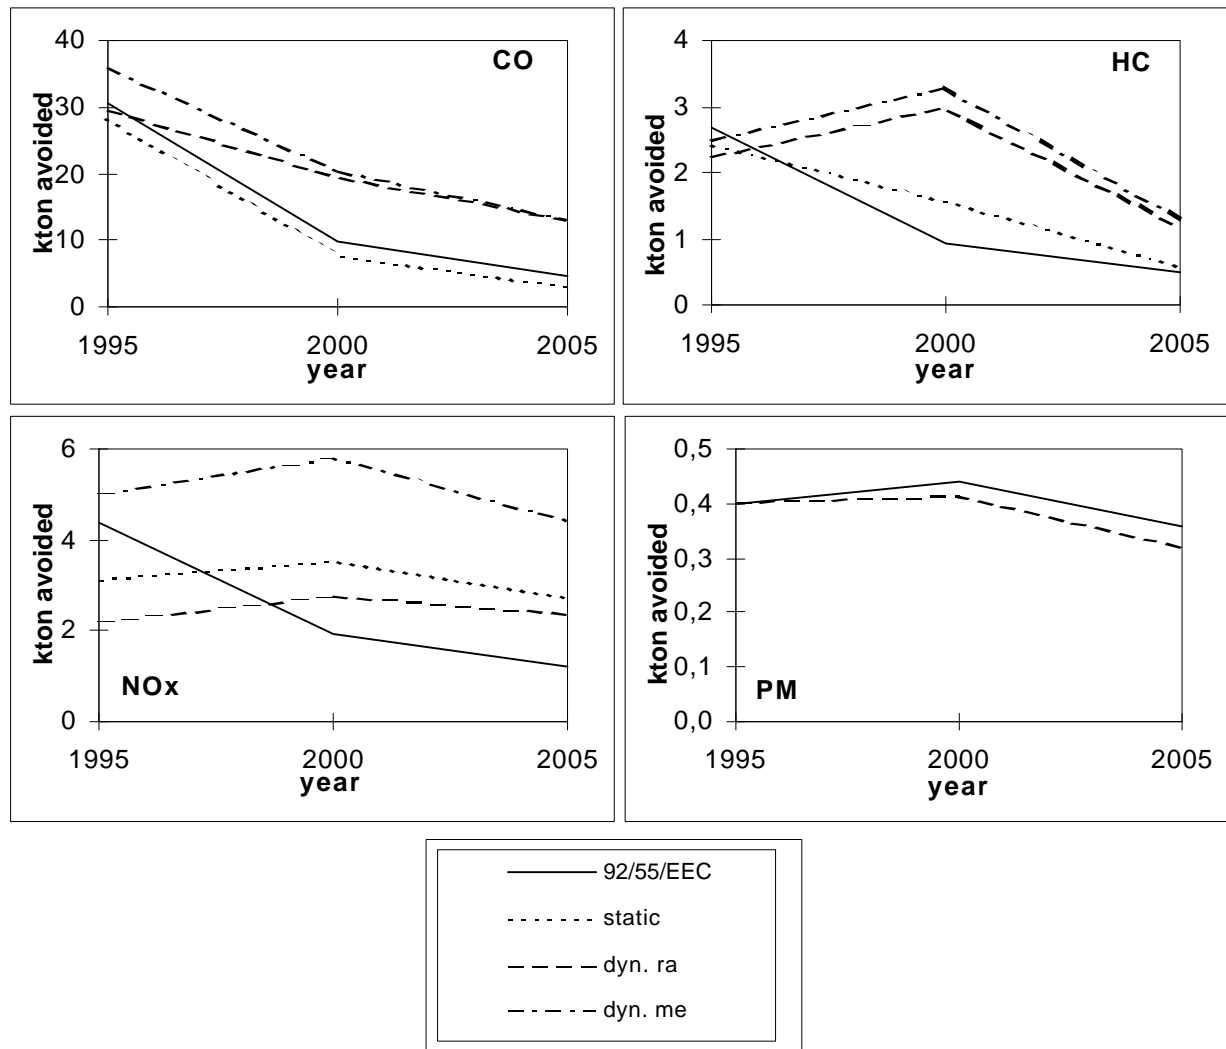 CO
kton avoided
40
30
20
10
0
1995 2000 2005
year
HC
kton avoided
4
3
2
1
0
1995 2000 2005
year
NOx
kton avoided
6
4
2
0
1995 2000 2005
year
PM
kton avoided
0,5
0,4
0,3
0,2
0,1
0,0
1995 2000 2005
year
92/55/EEC
static
dyn. ra
dyn. me